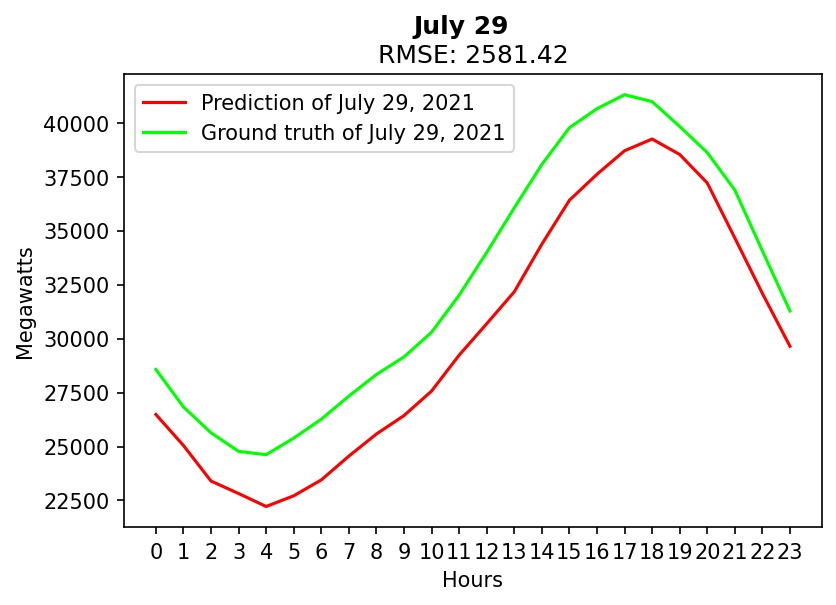 July 29
RMSE: 2581.42
Prediction of July 29, 2021
Ground truth of July 29, 2021
Megawatts
40000
37500
35000
32500
30000
27500
25000
22500
0 1 2 3 4 5 6 7 8 9 10 11 12 13 14 15 16 17 18 19 20 21 22 23
Hours